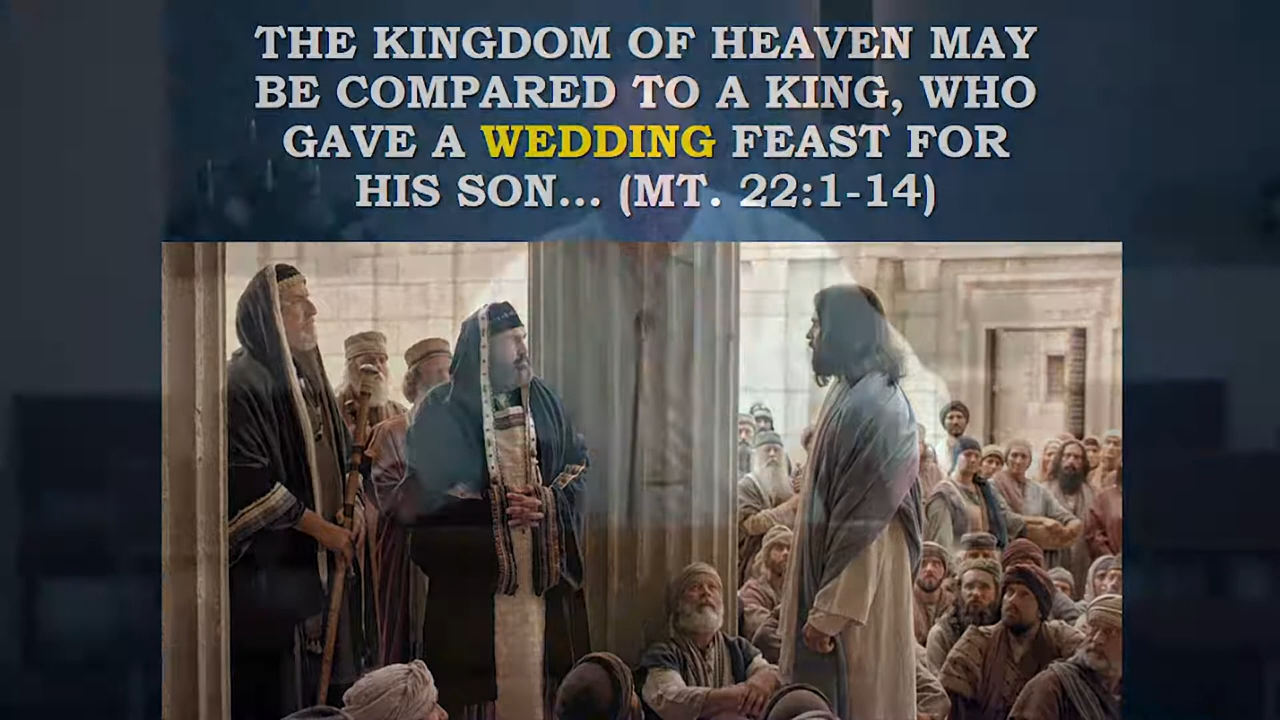 THE KINGDOM OF HEAVEN MAY
BE COMPARED TO A KING, WHO
GAVE A WEDDING FEAST FOR
HIS SON... (MT. 22:1-14)